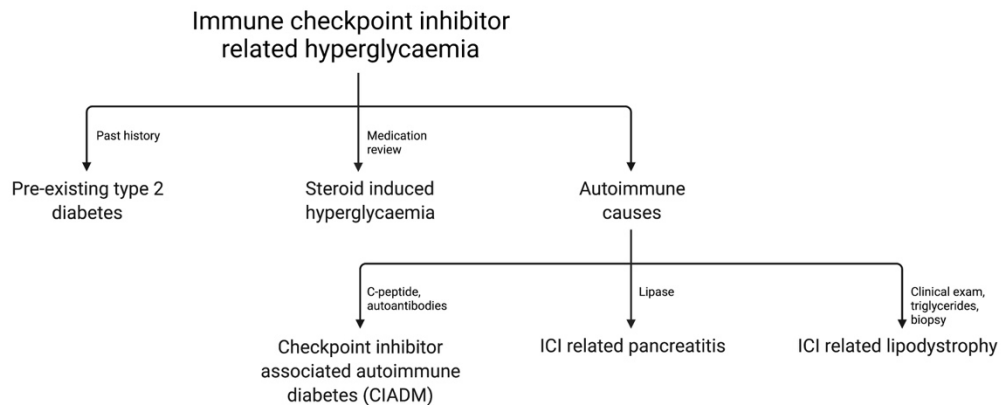 Immune checkpoint inhibitor
related hyperglycaemia
Past history
Medication
review
Pre-existing type 2
diabetes
Steroid induced
hyperglycaemia
Autoimmune
causes
C-peptide,
autoantibodies
Lipase
Clinical exam,
triglycerides,
biopsy
Checkpoint inhibitor
associated autoimmune
diabetes (CIADM)
ICI related pancreatitis
ICI related lipodystrophy